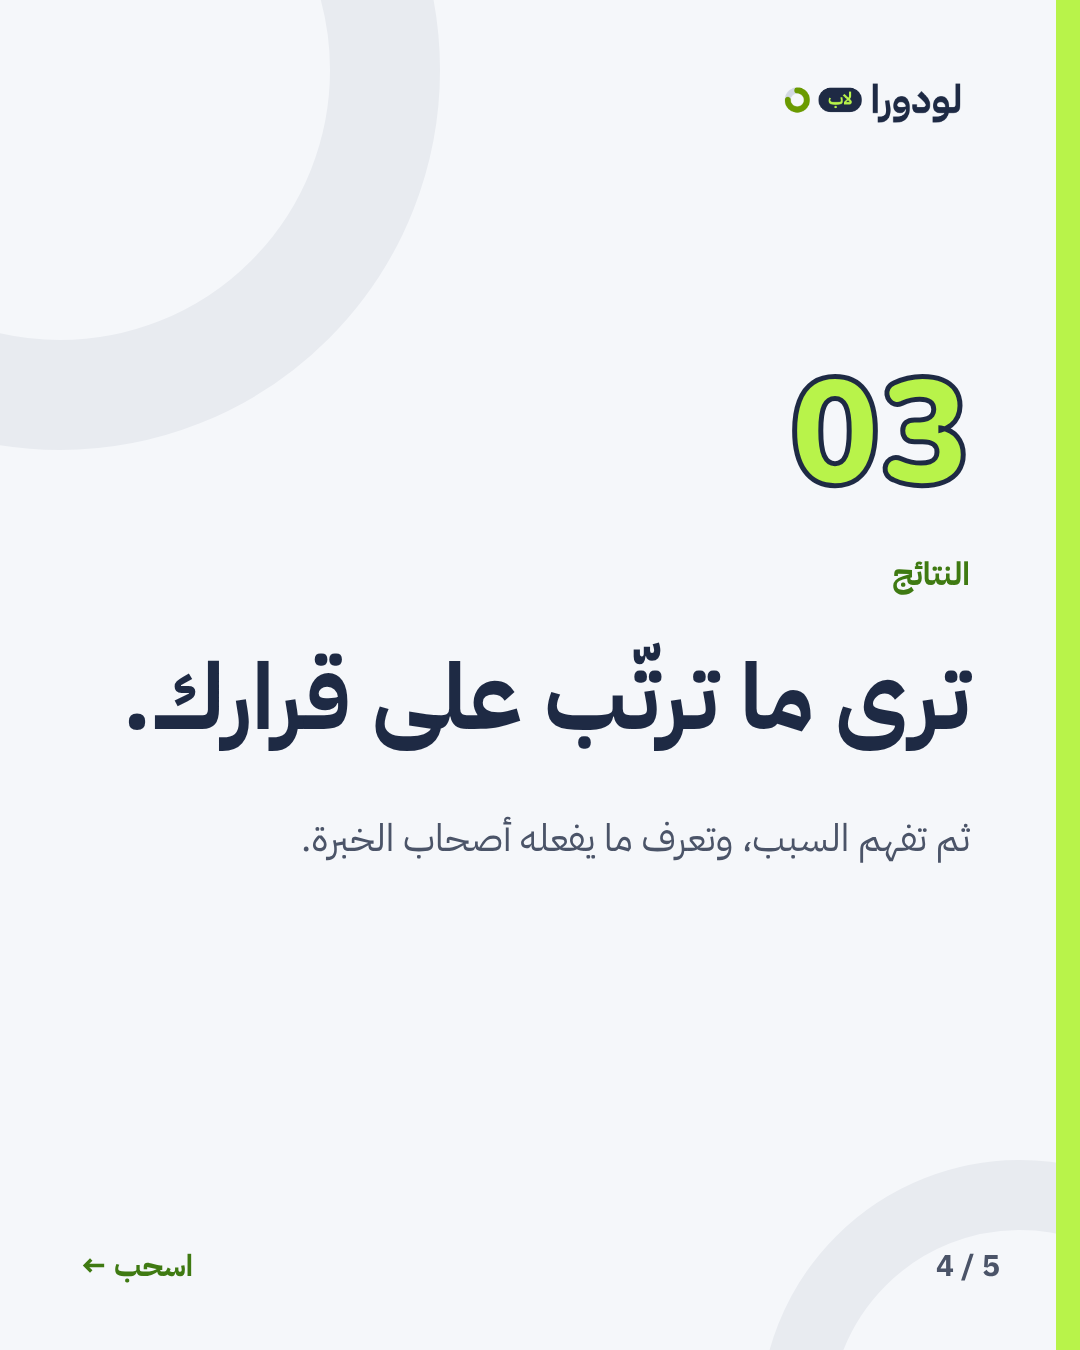 لودورا لاب
03
النتائج
ترى ما ترتّب على قرارك.
ثم تفهم السبب، وتعرف ما يفعله أصحاب الخبرة.
4 / 5
اسحب ←